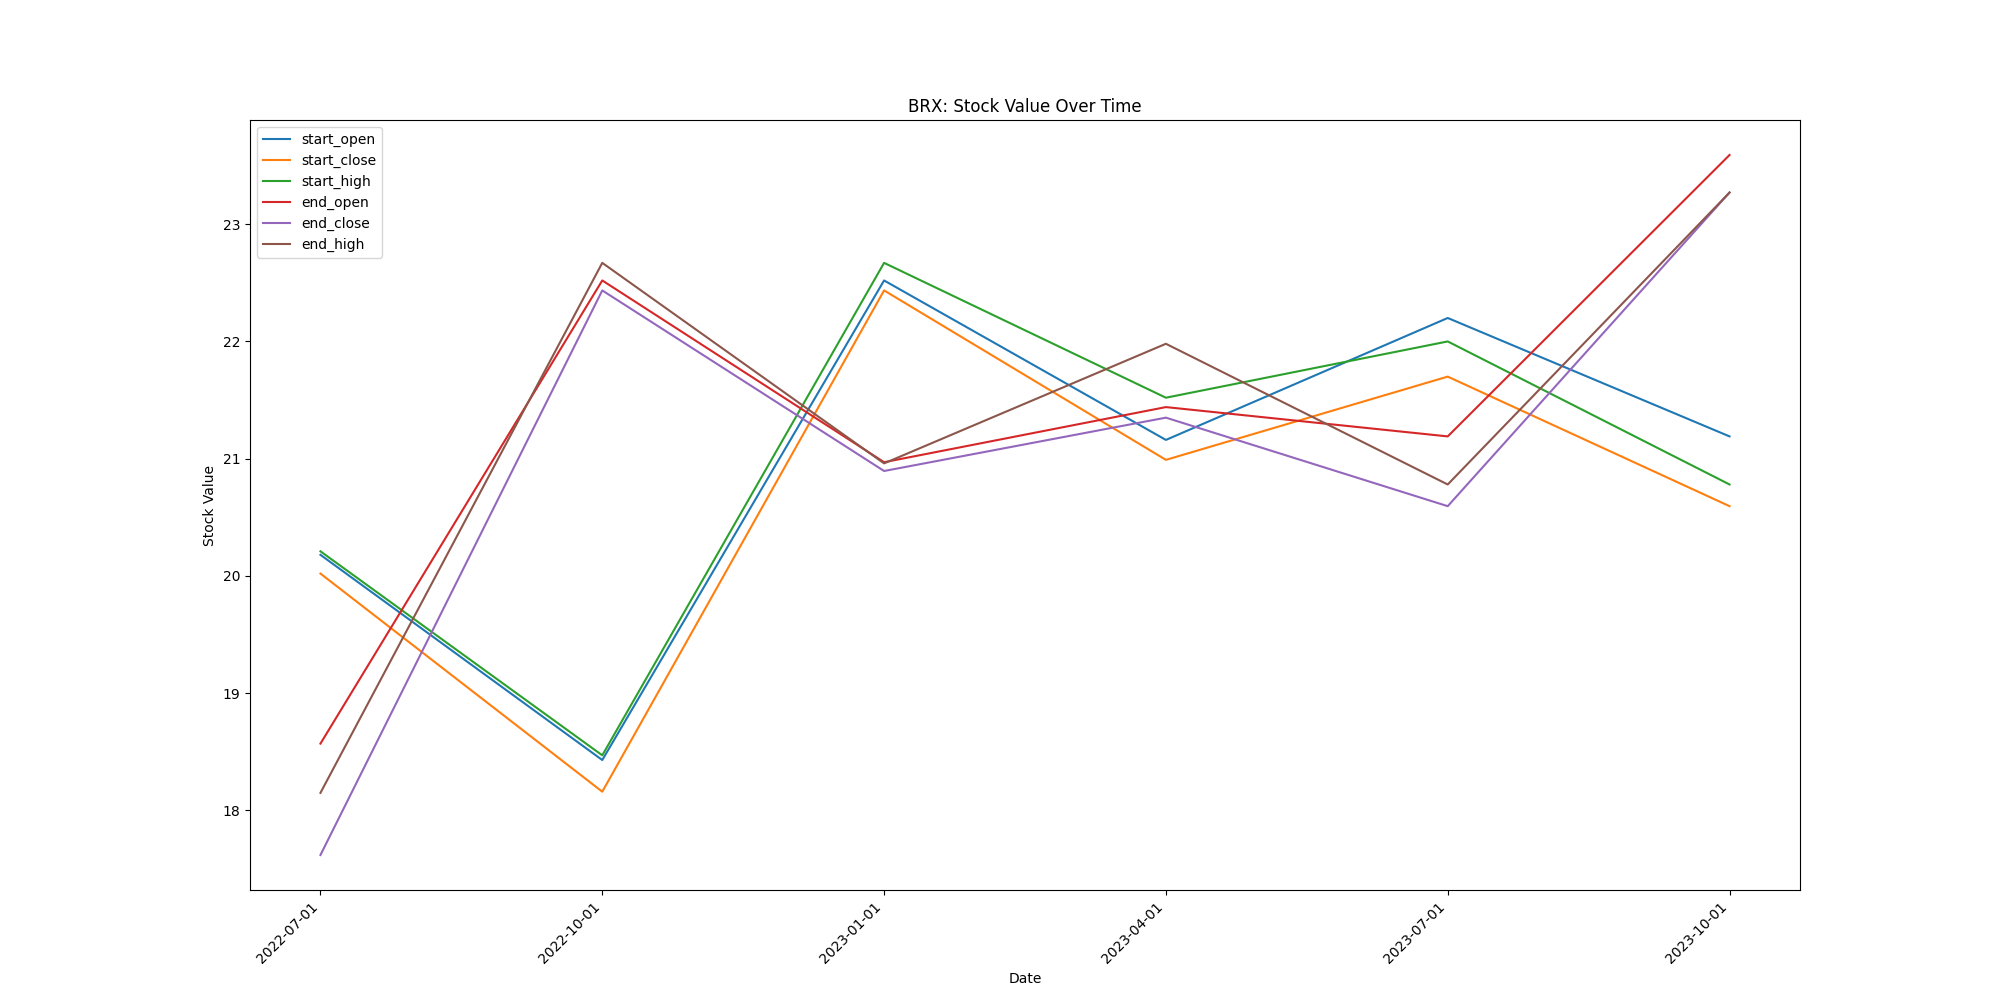 BRX: Stock Value Over Time
start_open
start_close
start_high
end_open
end_close
end_high
Stock Value
23
22
21
20
19
18
2022-07-01
2022-10-01
2023-01-01
2023-04-01
2023-07-01
2023-10-01
Date